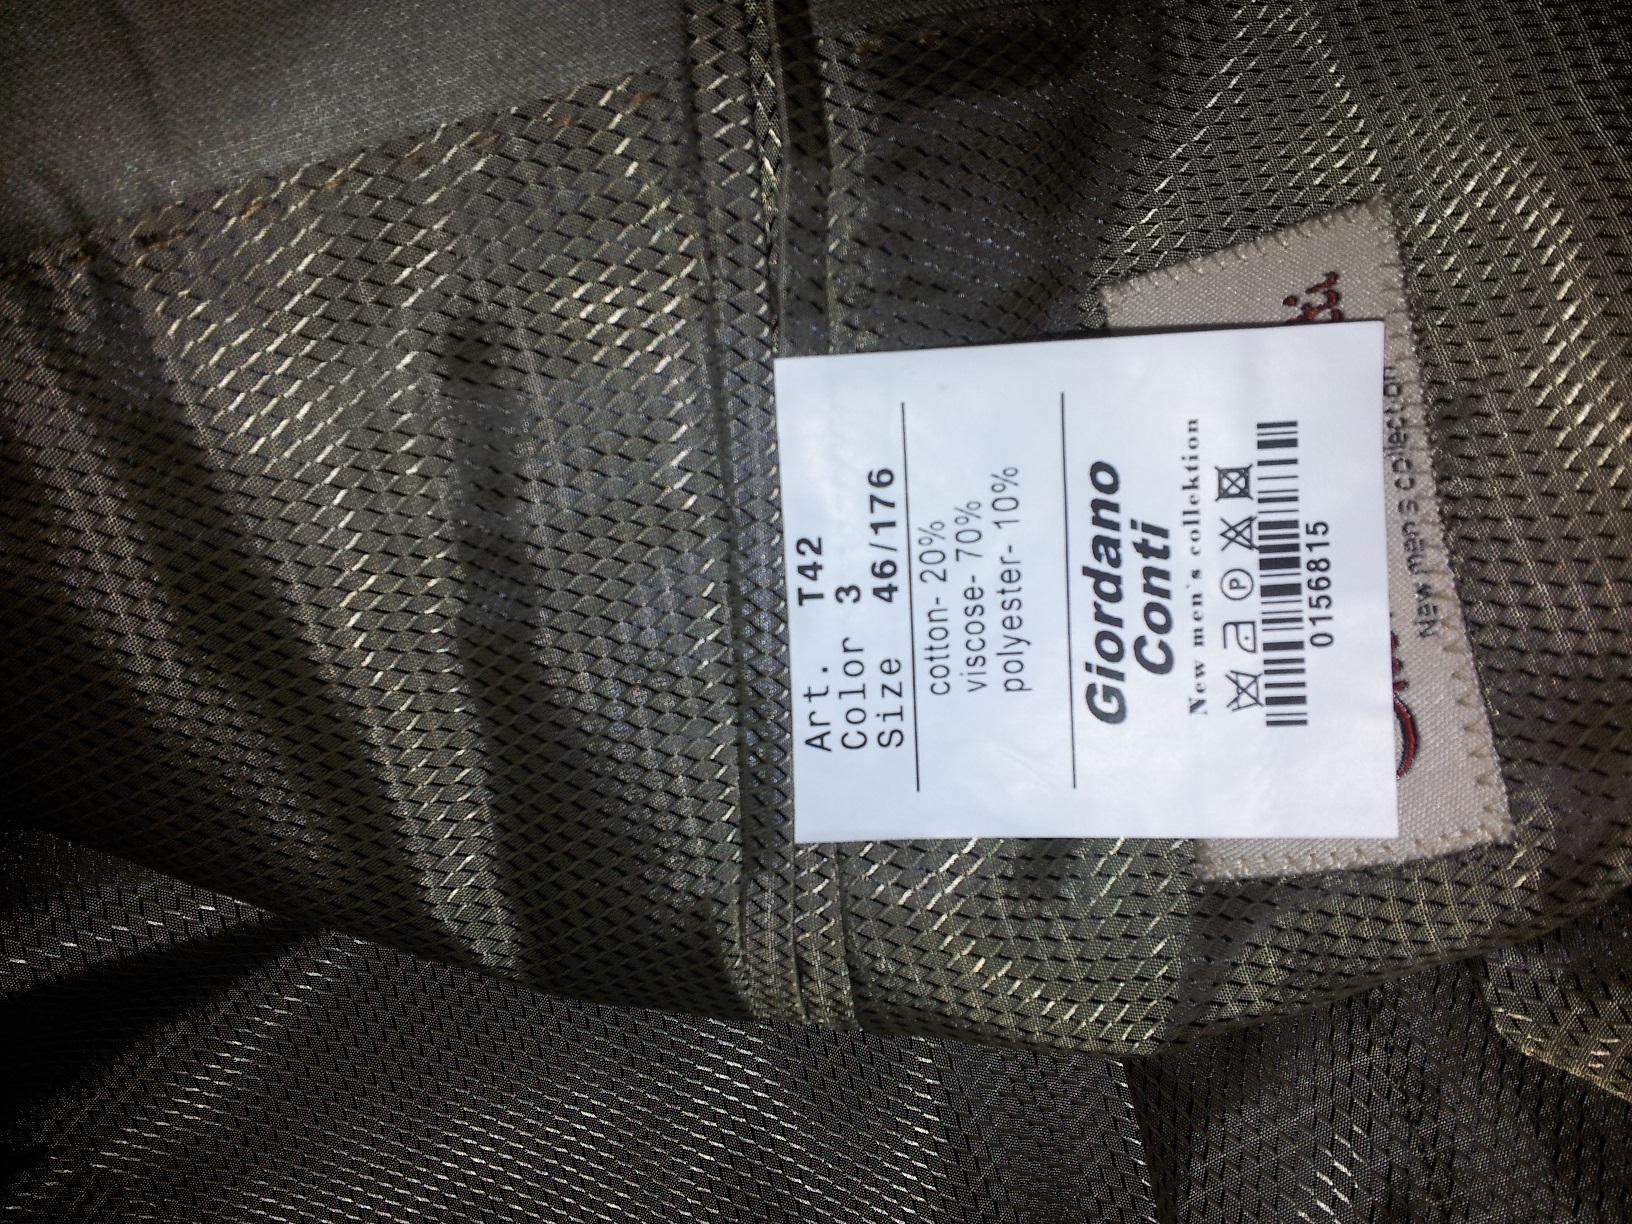 Art. T42
Color 3
Size 46/176
cotton- 20%
viscose- 70%
polyester- 10%
Giordano
Conti
New men`s collektion
P
0156815
New men's collection